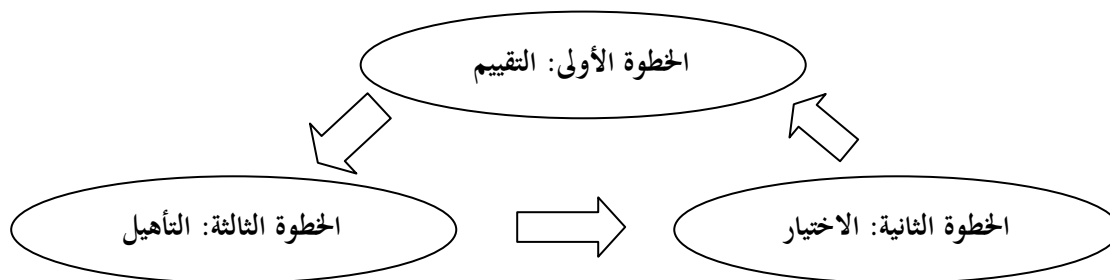 الخطوة الأولى: التقييم
الخطوة الثانية: الاختيار
الخطوة الثالثة: التأهيل